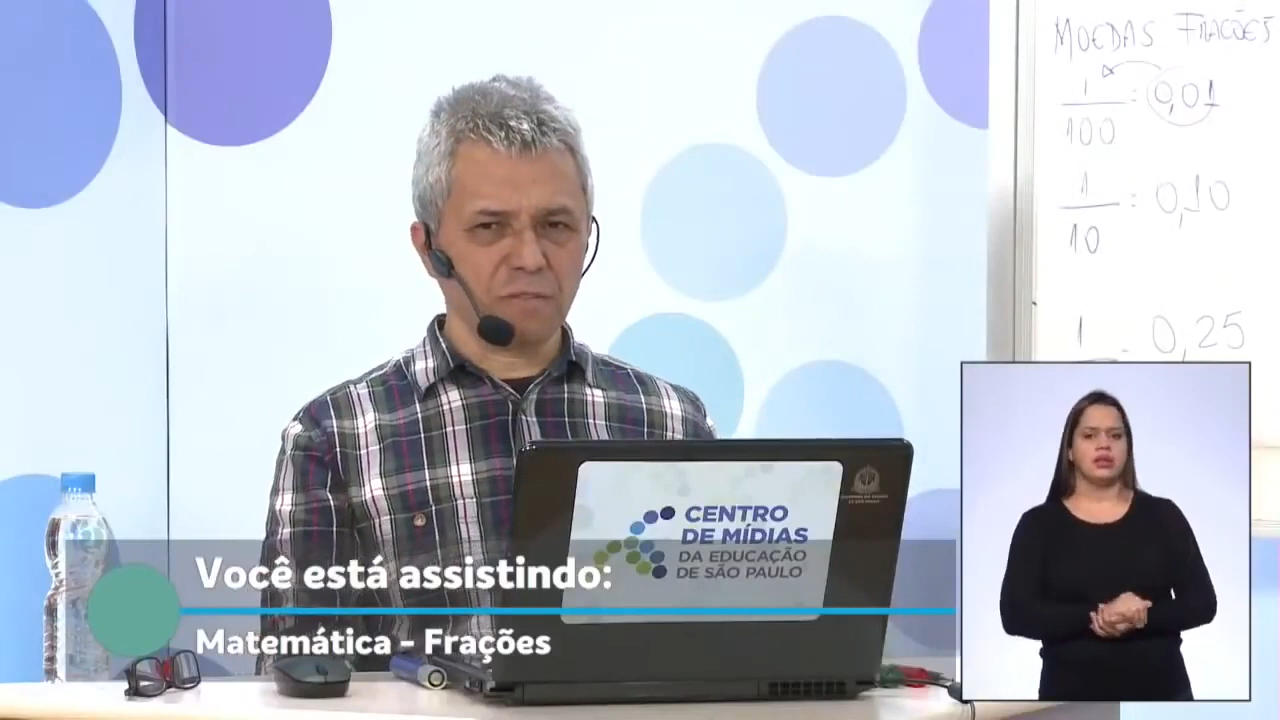 MOEDAS FRAÇÕES
1/100 = 0,01
1/10 = 0,10
1 = 0,25
CENTRO
DE MÍDIAS
DA EDUCAÇÃO
DE SÃO PAULO
Você está assistindo:
Matemática - Frações